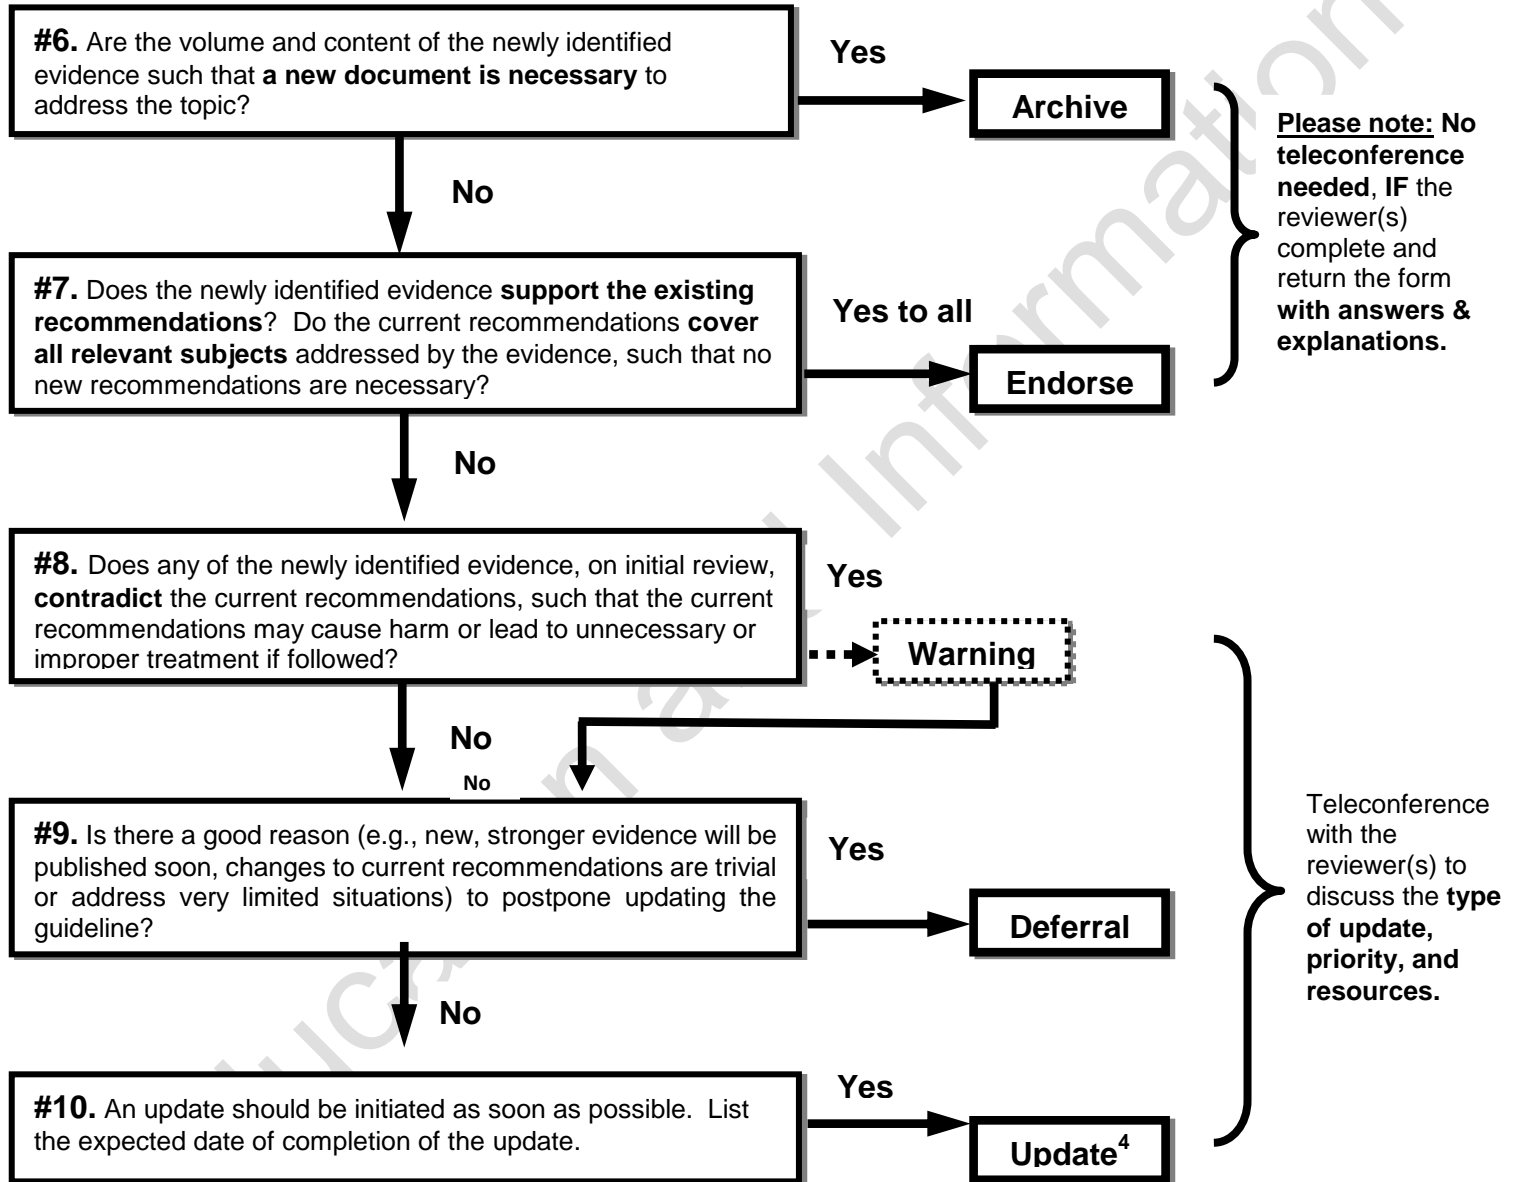 #6. Are the volume and content of the newly identified
evidence such that a new document is necessary to
address the topic?
Yes
Archive
Please note: No
teleconference
needed, IF the
reviewer(s)
complete and
return the form
with answers &
explanations.
No
#7. Does the newly identified evidence support the existing
recommendations? Do the current recommendations cover
all relevant subjects addressed by the evidence, such that no
new recommendations are necessary?
Yes to all
Endorse
No
#8. Does any of the newly identified evidence, on initial review,
contradict the current recommendations, such that the current
recommendations may cause harm or lead to unnecessary or
improper treatment if followed?
Yes
Warning
No
No
#9. Is there a good reason (e.g., new, stronger evidence will be
published soon, changes to current recommendations are trivial
or address very limited situations) to postpone updating the
guideline?
Yes
Deferral
Teleconference
with the
reviewer(s) to
discuss the type
of update,
priority, and
resources.
No
#10. An update should be initiated as soon as possible. List
the expected date of completion of the update.
Yes
Update4